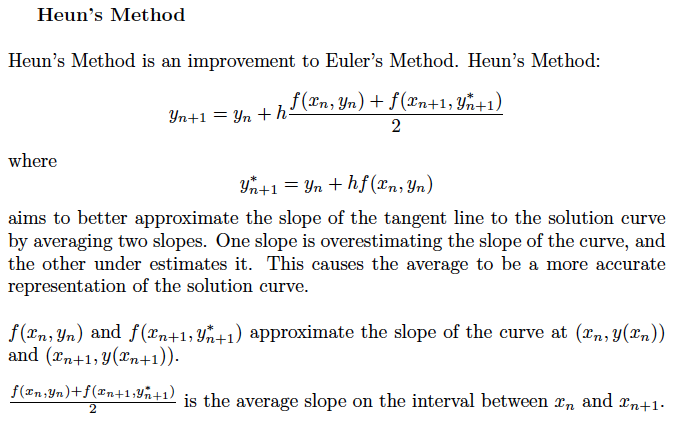 Heun's Method
Heun's Method is an improvement to Euler's Method. Heun's Method:
y_{n+1} = y_n + h \frac{f(x_n, y_n) + f(x_{n+1}, y^*_{n+1})}{2}
where
y^*_{n+1} = y_n + hf(x_n, y_n)
aims to better approximate the slope of the tangent line to the solution curve
by averaging two slopes. One slope is overestimating the slope of the curve, and
the other under estimates it. This causes the average to be a more accurate
representation of the solution curve.
f(x_n, y_n) and f(x_{n+1}, y^*_{n+1}) approximate the slope of the curve at (x_n, y(x_n))
and (x_{n+1}, y(x_{n+1})).
\frac{f(x_n,y_n)+f(x_{n+1},y^*_{n+1})}{2} is the average slope on the interval between x_n and x_{n+1}.